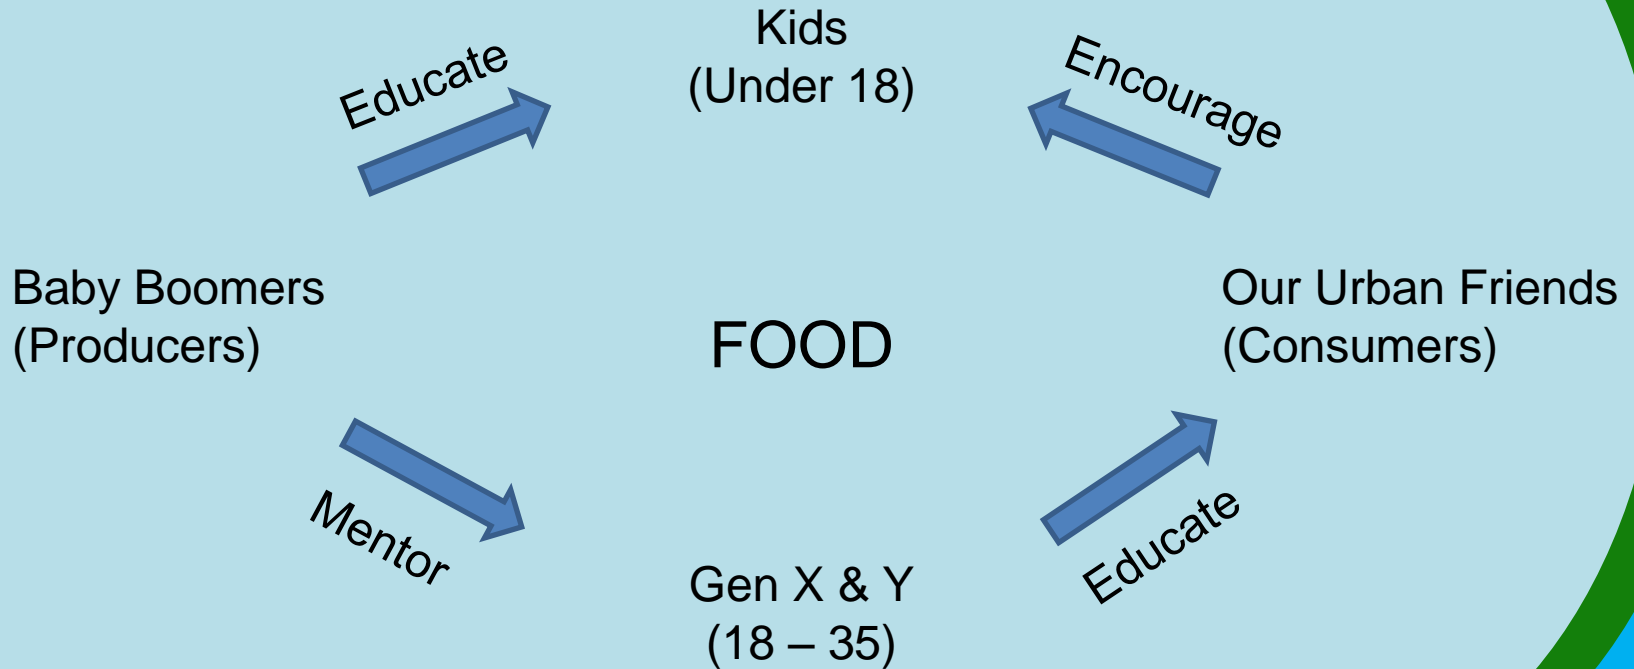 Kids
(Under 18)
Educate
Encourage
Baby Boomers
(Producers)
FOOD
Our Urban Friends
(Consumers)
Mentor
Educate
Gen X & Y
(18 – 35)